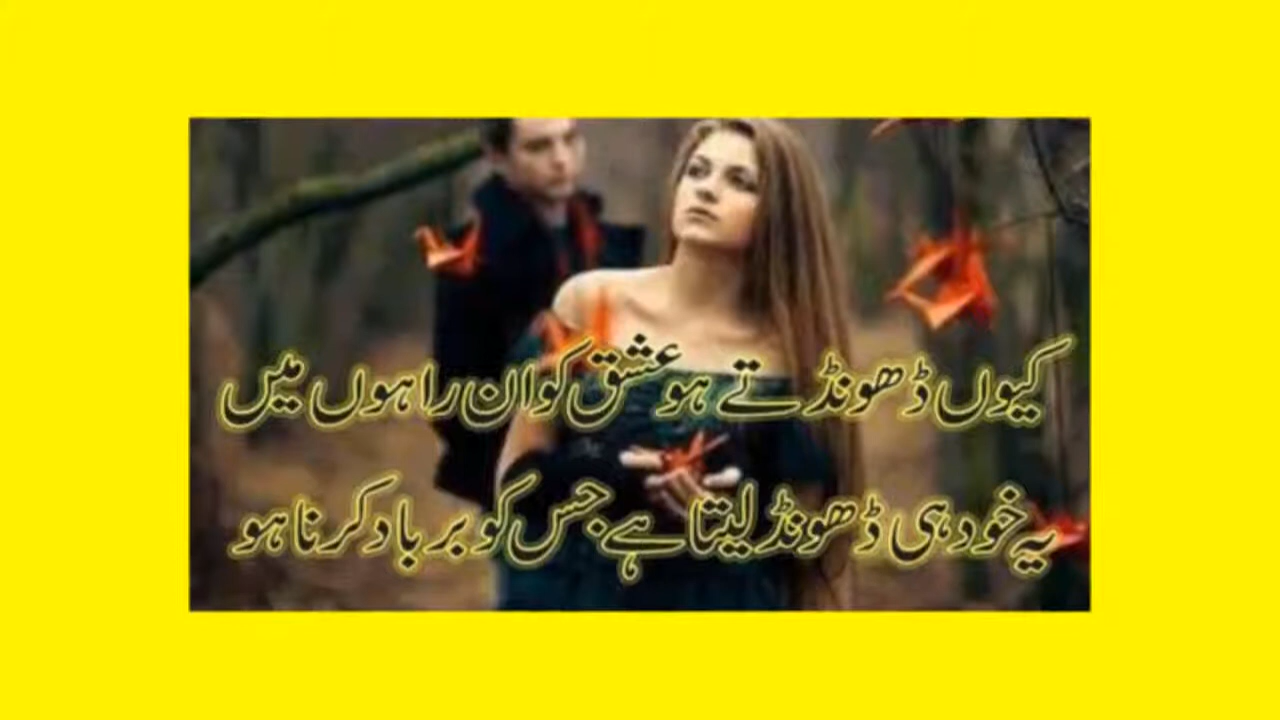 کیوں ڈھونڈتے ہو عشق کو ان راہوں میں
یہ خود ہی ڈھونڈ لیتا ہے جس کو برباد کرنا ہو